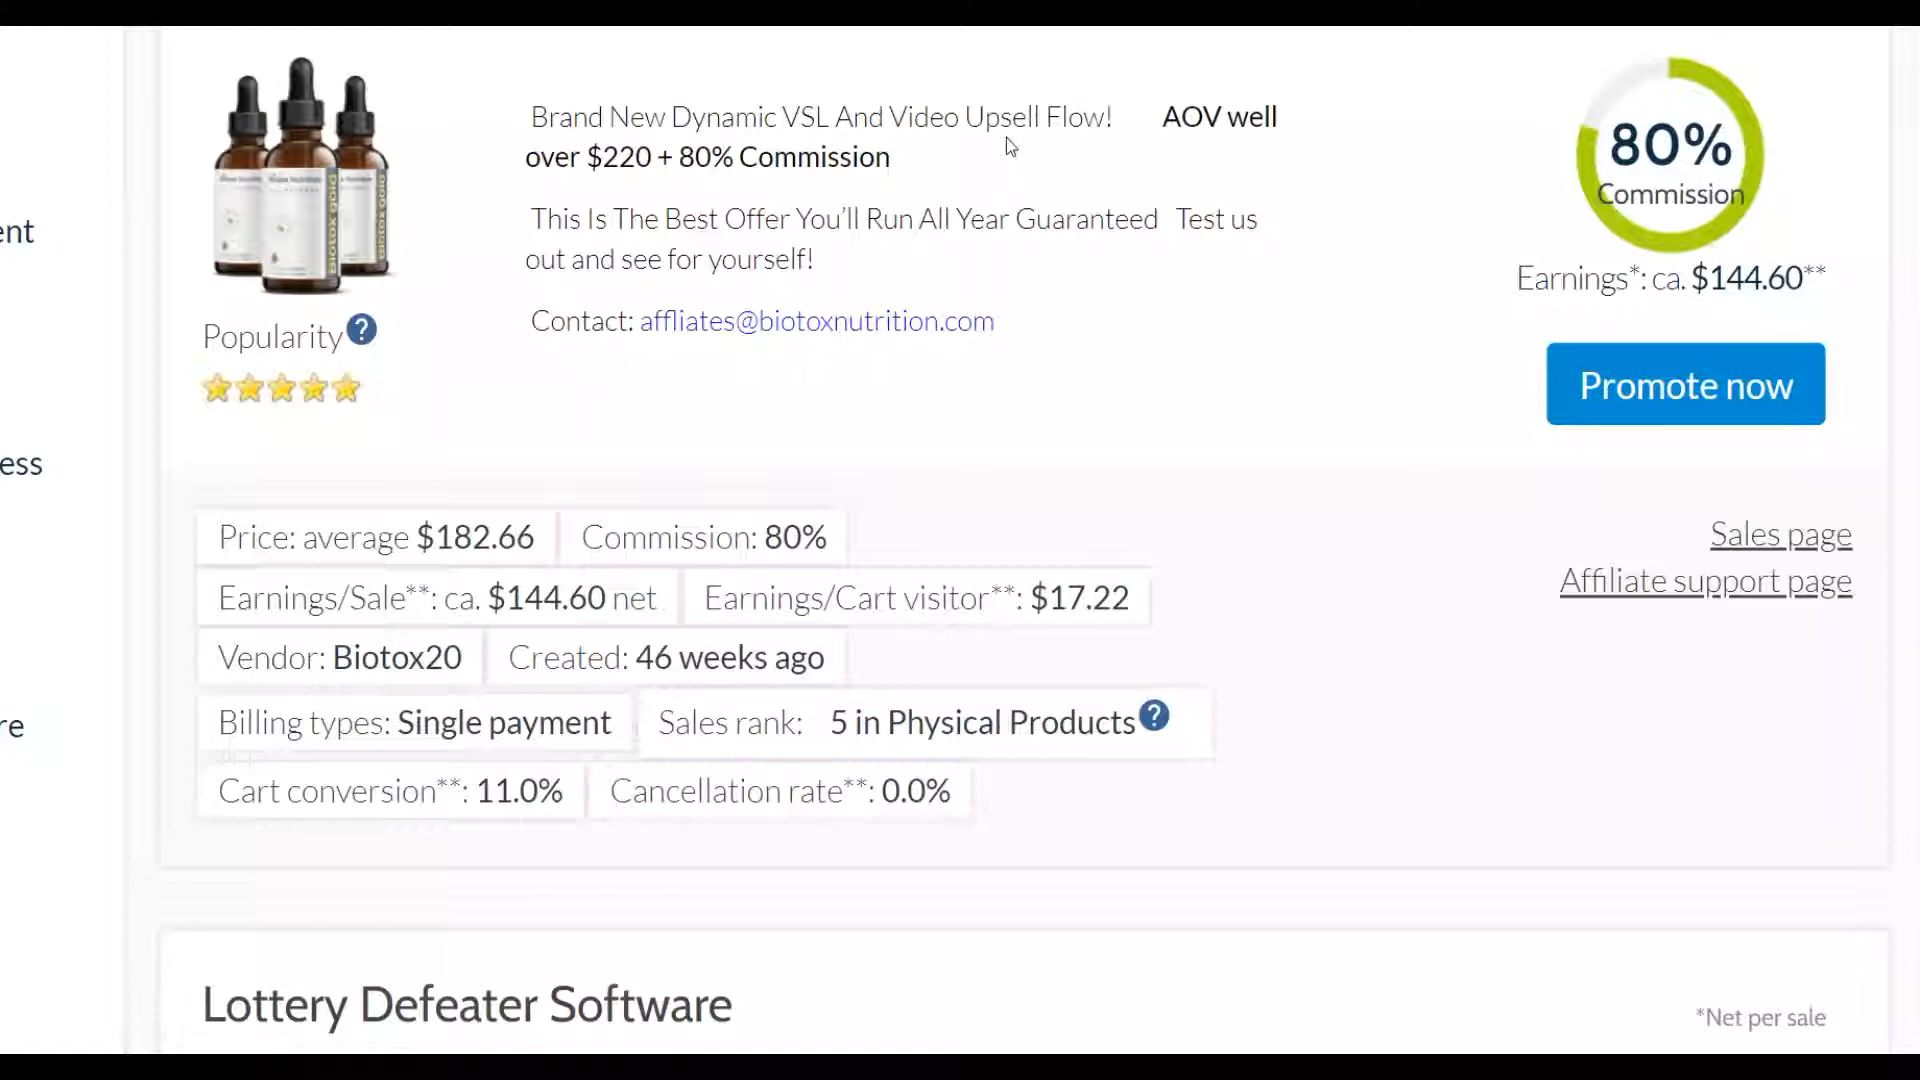 Brand New Dynamic VSL And Video Upsell Flow! AOV well
over $220 + 80% Commission
This Is The Best Offer You’ll Run All Year Guaranteed Test us
out and see for yourself!
Contact: affliates@biotoxnutrition.com
80%
Commission
Earnings*: ca. $144.60**
Promote now
Biotox gold
Popularity?
ent
ess
re
Price: average $182.66
Commission: 80%
Earnings/Sale**: ca. $144.60 net
Earnings/Cart visitor**: $17.22
Vendor: Biotox20
Created: 46 weeks ago
Billing types: Single payment
Sales rank: 5 in Physical Products?
Cart conversion**: 11.0%
Cancellation rate**: 0.0%
Sales page
Affiliate support page
Lottery Defeater Software
*Net per sale